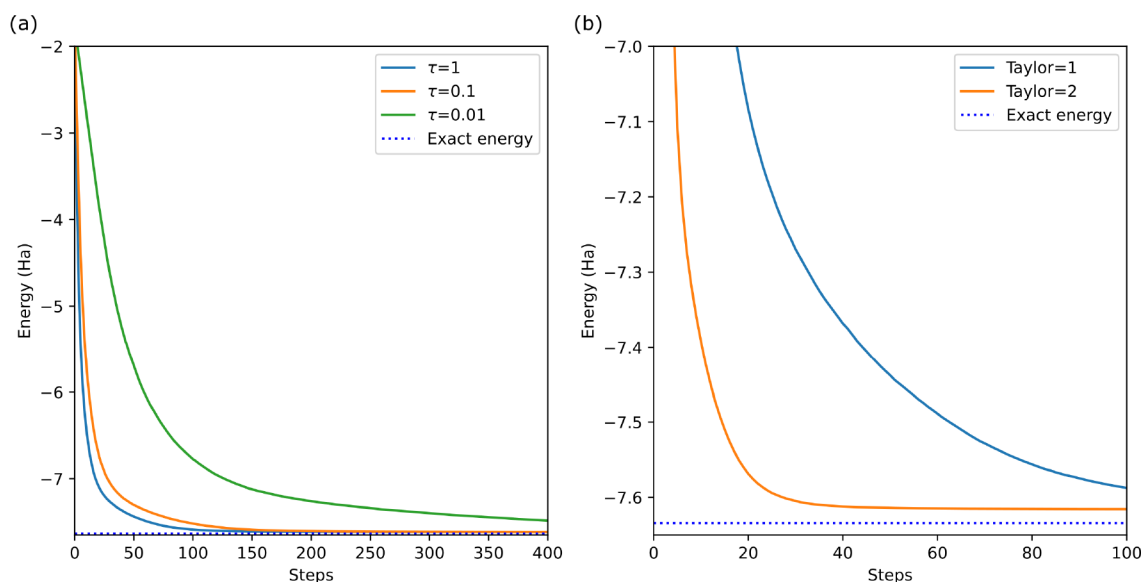 (a)
−2
−3
−4
−5
−6
−7
Energy (Ha)
0 50 100 150 200 250 300 350 400
Steps
τ=1
τ=0.1
τ=0.01
Exact energy
(b)
−7.0
−7.1
−7.2
−7.3
−7.4
−7.5
−7.6
Energy (Ha)
0 20 40 60 80 100
Steps
Taylor=1
Taylor=2
Exact energy